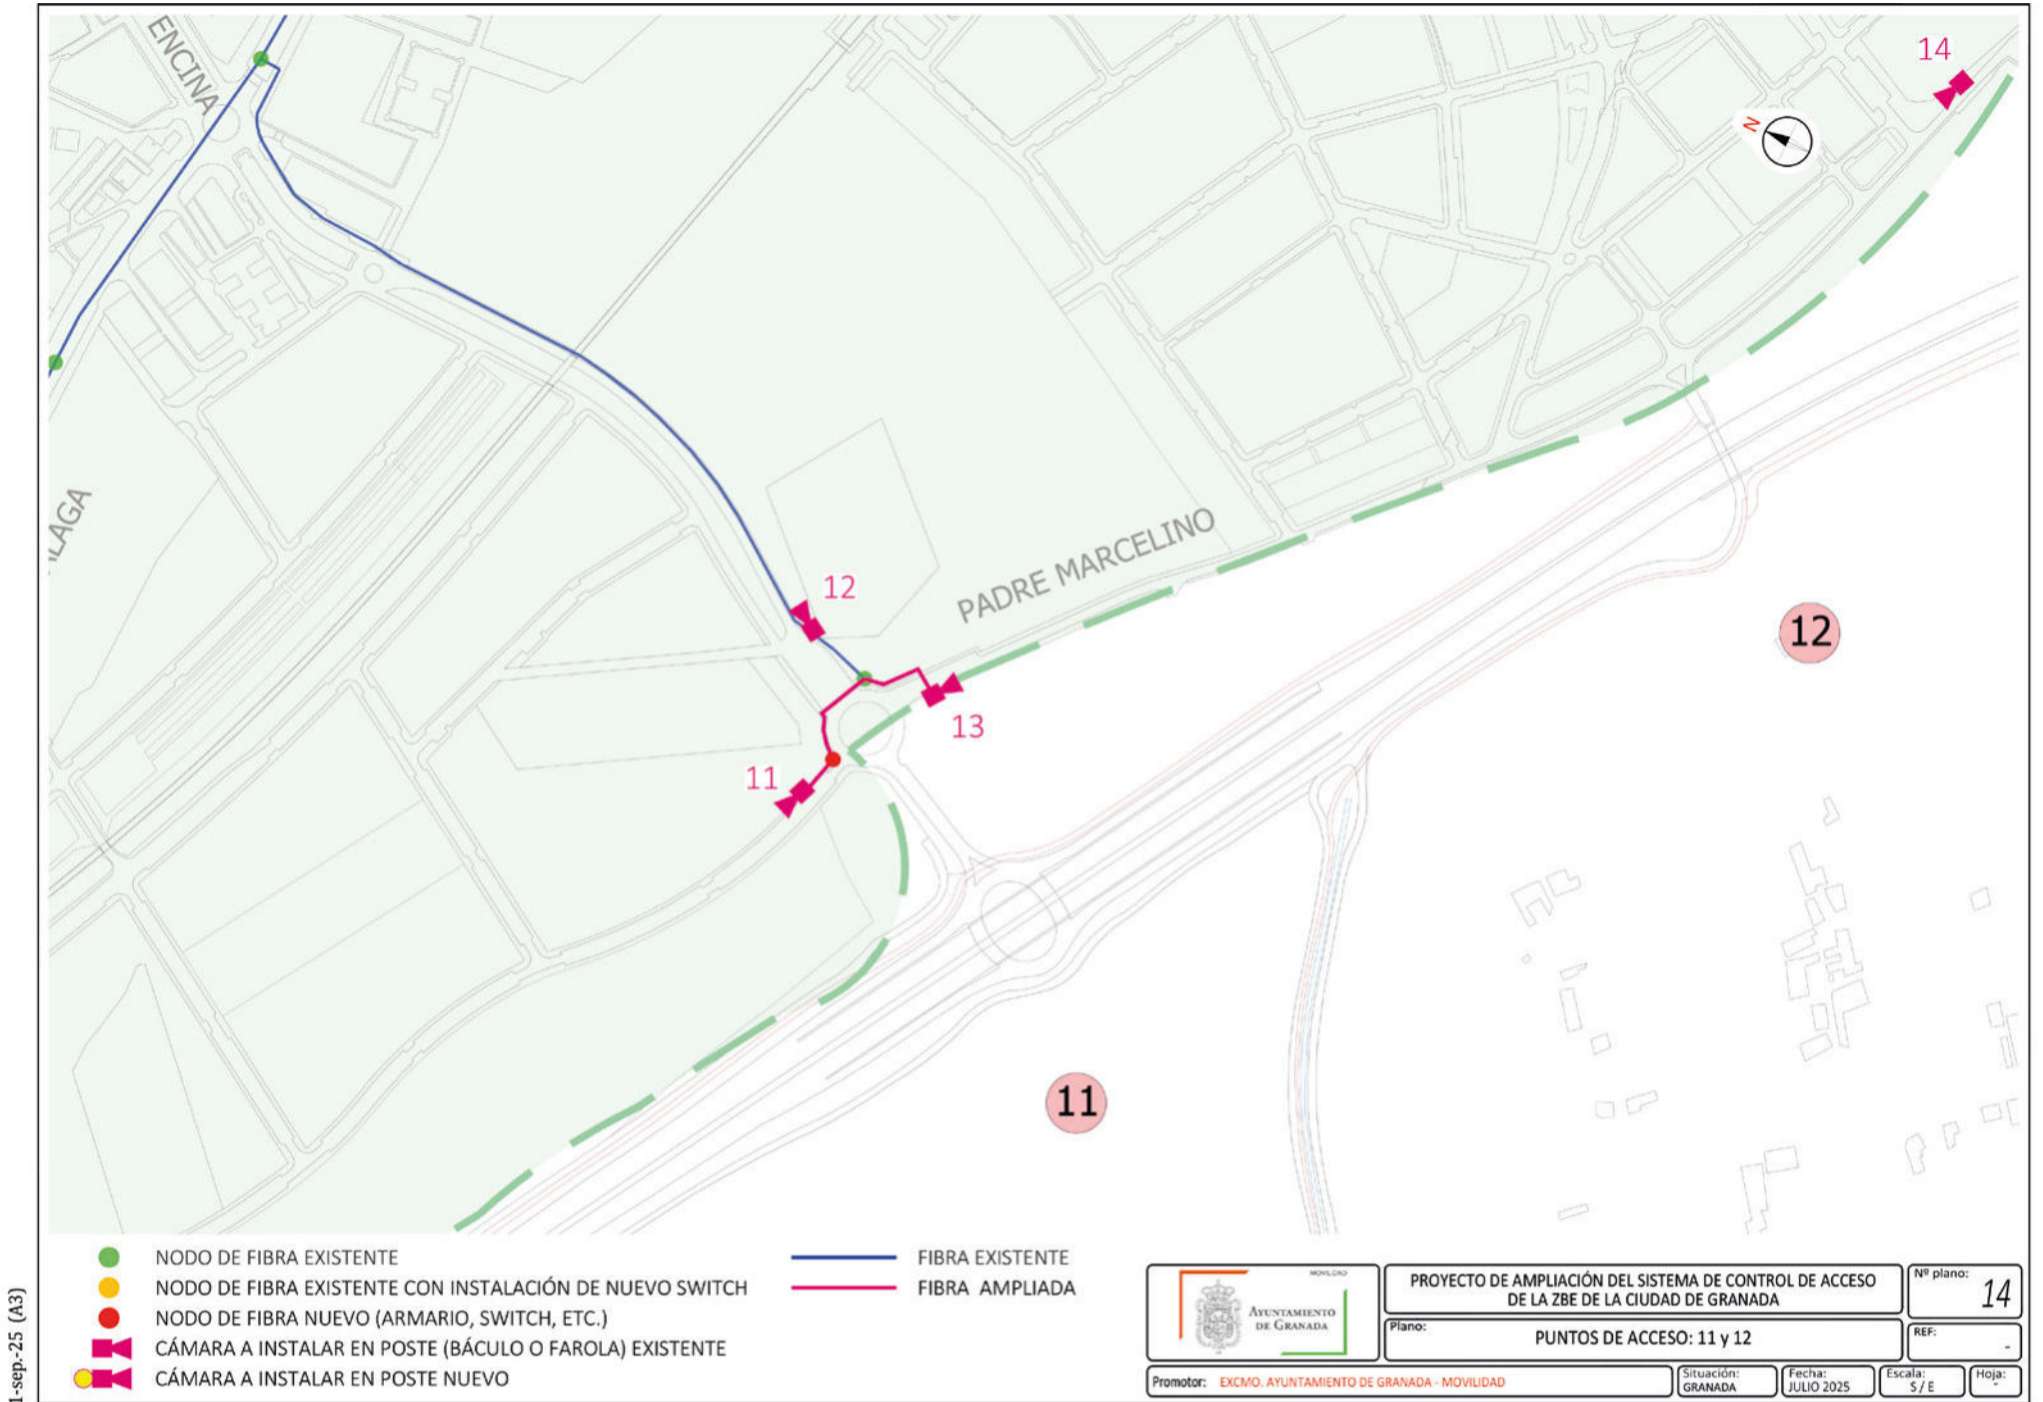 ENCINA
14
N
12
PADRE MARCELINO
12
13
11
11
NODO DE FIBRA EXISTENTE
NODO DE FIBRA EXISTENTE CON INSTALACIÓN DE NUEVO SWITCH
NODO DE FIBRA NUEVO (ARMARIO, SWITCH, ETC.)
CÁMARA A INSTALAR EN POSTE (BÁCULO O FAROLA) EXISTENTE
CÁMARA A INSTALAR EN POSTE NUEVO
FIBRA EXISTENTE
FIBRA AMPLIADA
MOVILIDAD
AYUNTAMIENTO
DE GRANADA
PROYECTO DE AMPLIACIÓN DEL SISTEMA DE CONTROL DE ACCESO
DE LA ZBE DE LA CIUDAD DE GRANADA
Nº plano:
14
Plano:
PUNTOS DE ACCESO: 11 y 12
REF:
-
Promotor: EXCMO. AYUNTAMIENTO DE GRANADA - MOVILIDAD
Situación:
GRANADA
Fecha:
JULIO 2025
Escala:
S / E
Hoja:
-
1-sep.-25 (A3)